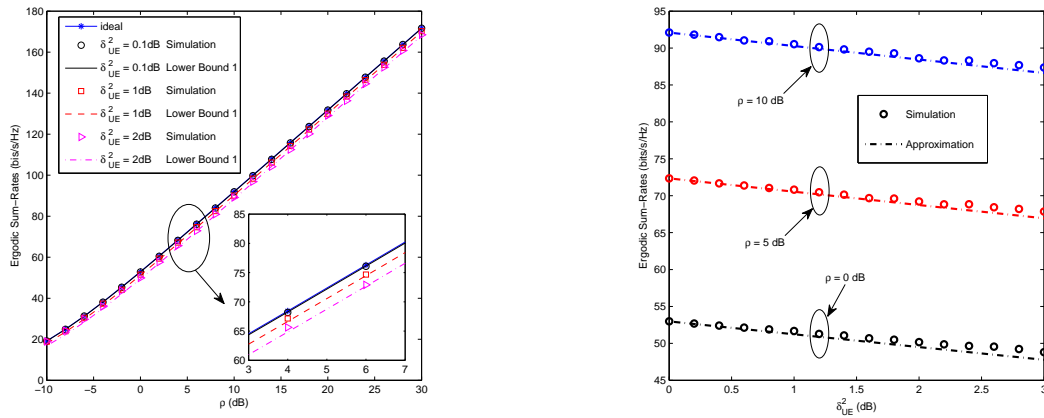 180
160
140
120
100
80
60
40
20
0
Ergodic Sum−Rates (bis/s/Hz)
ideal
δ²UE = 0.1dB Simulation
δ²UE = 0.1dB Lower Bound 1
δ²UE = 1dB Simulation
δ²UE = 1dB Lower Bound 1
δ²UE = 2dB Simulation
δ²UE = 2dB Lower Bound 1
85
80
75
70
65
60
3 4 5 6 7
−10 −5 0 5 10 15 20 25 30
ρ (dB)
95
90
85
80
75
70
65
60
55
50
45
Ergodic Sum−Rates (bits/s/Hz)
ρ = 10 dB
Simulation
Approximation
ρ = 5 dB
ρ = 0 dB
0 0.5 1 1.5 2 2.5 3
δ²UE (dB)